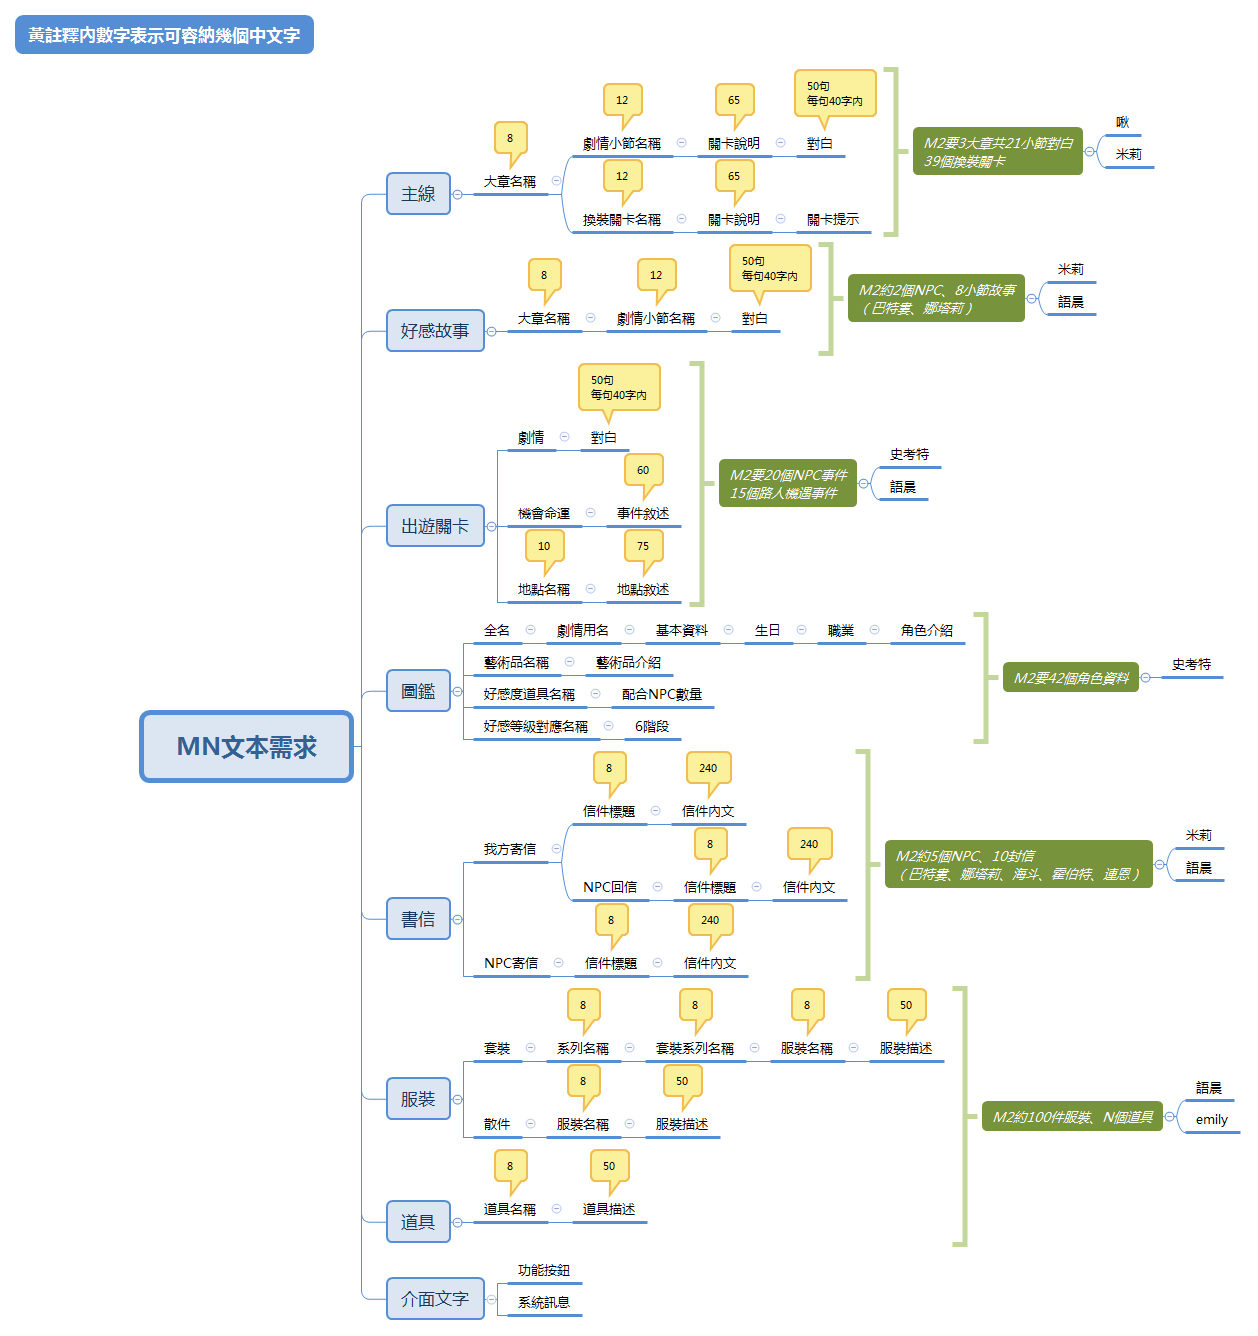 黃註釋內數字表示可容納幾個中文字
MN文本需求
主線
8
大章名稱
12
劇情小節名稱
65
關卡說明
50句
每句40字內
對白
12
換裝關卡名稱
65
關卡說明
關卡提示
M2要3大章共21小節對白
39個換裝關卡
啾
米莉
好感故事
8
大章名稱
12
劇情小節名稱
50句
每句40字內
對白
M2約2個NPC、8小節故事
（巴特婁、娜塔莉）
米莉
語晨
出遊關卡
劇情
50句
每句40字內
對白
機會命運
60
事件敘述
10
地點名稱
75
地點敘述
M2要20個NPC事件
15個路人機遇事件
史考特
語晨
圖鑑
全名
劇情用名
基本資料
生日
職業
角色介紹
藝術品名稱
藝術品介紹
好感度道具名稱
配合NPC數量
好感等級對應名稱
6階段
M2要42個角色資料
史考特
書信
我方寄信
8
信件標題
240
信件內文
NPC回信
8
信件標題
240
信件內文
NPC寄信
8
信件標題
240
信件內文
M2約5個NPC、10封信
（巴特婁、娜塔莉、海斗、霍伯特、連恩）
米莉
語晨
服裝
套裝
8
系列名稱
8
套裝系列名稱
8
服裝名稱
50
服裝描述
散件
8
服裝名稱
50
服裝描述
道具
8
道具名稱
50
道具描述
M2約100件服裝、N個道具
語晨
emily
介面文字
功能按鈕
系統訊息